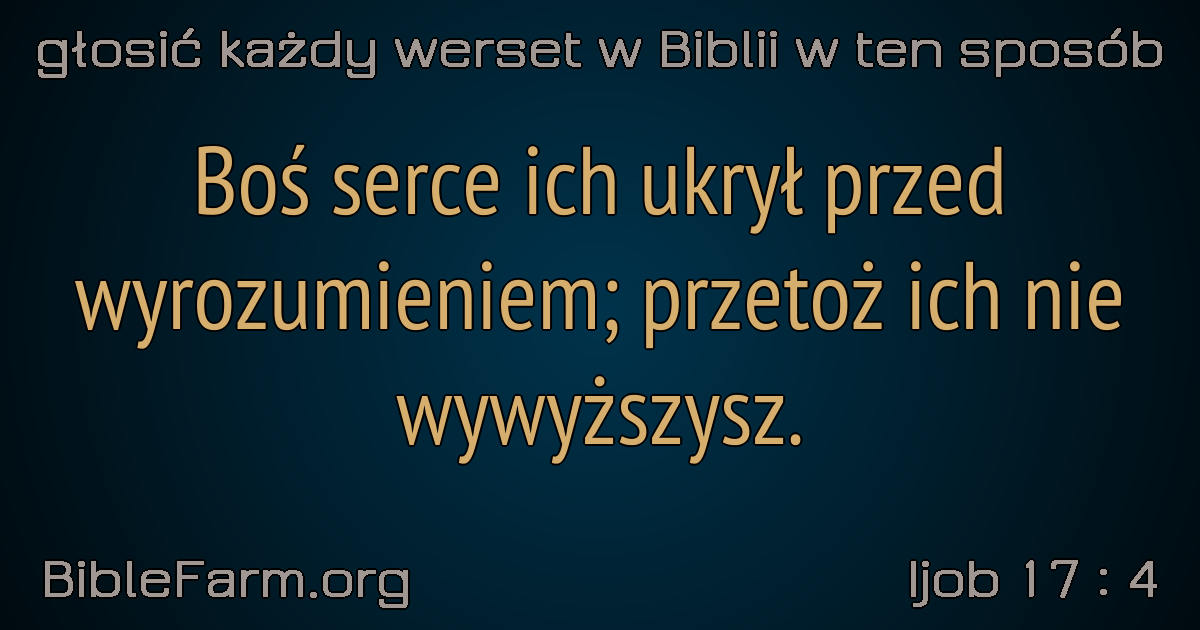 głosić każdy werset w Biblii w ten sposób
Boś serce ich ukrył przed
wyrozumieniem; przetoż ich nie
wywyższysz.
BibleFarm.org
Ijob 17 : 4